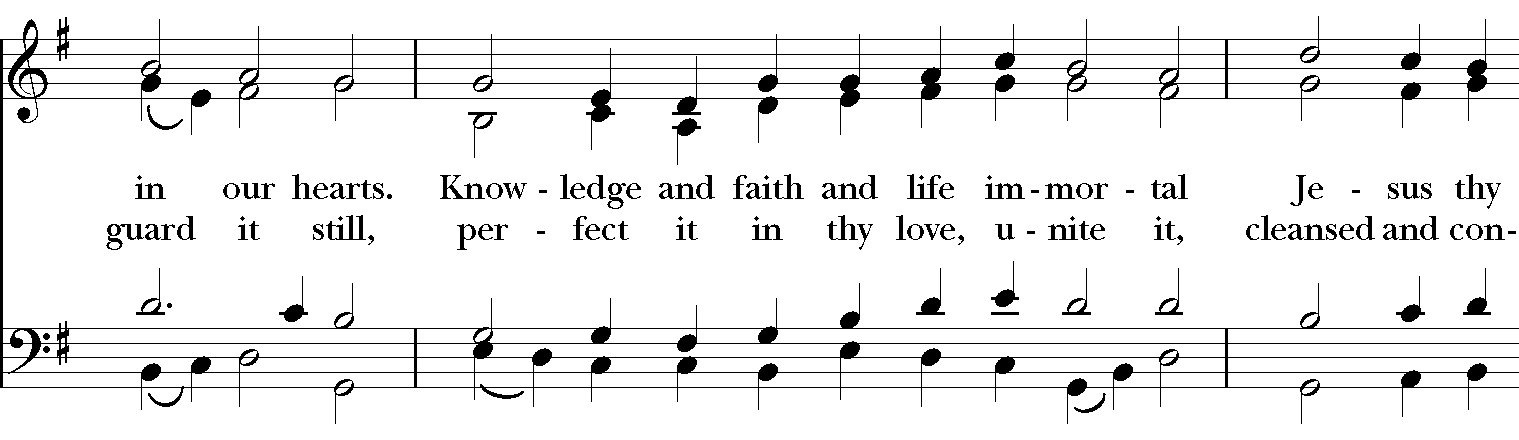 in our hearts. Know - ledge and faith and life im - mor - tal Je - sus thy
guard it still, per - fect it in thy love, u - nite it, cleansed and con-